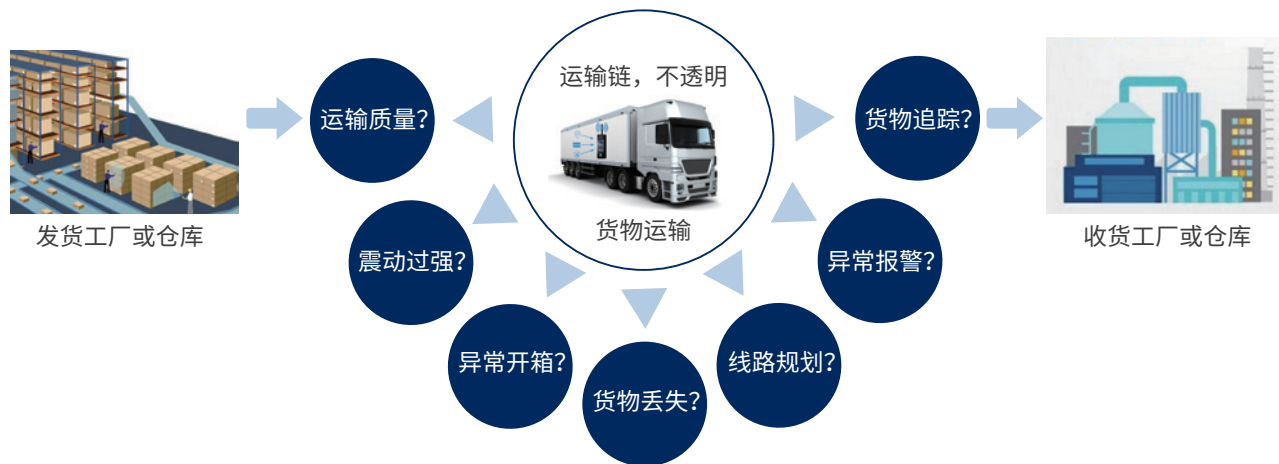 运输链，不透明
货物运输
发货工厂或仓库
收货工厂或仓库
运输质量？
震动过强？
异常开箱？
货物丢失？
线路规划？
异常报警？
货物追踪？